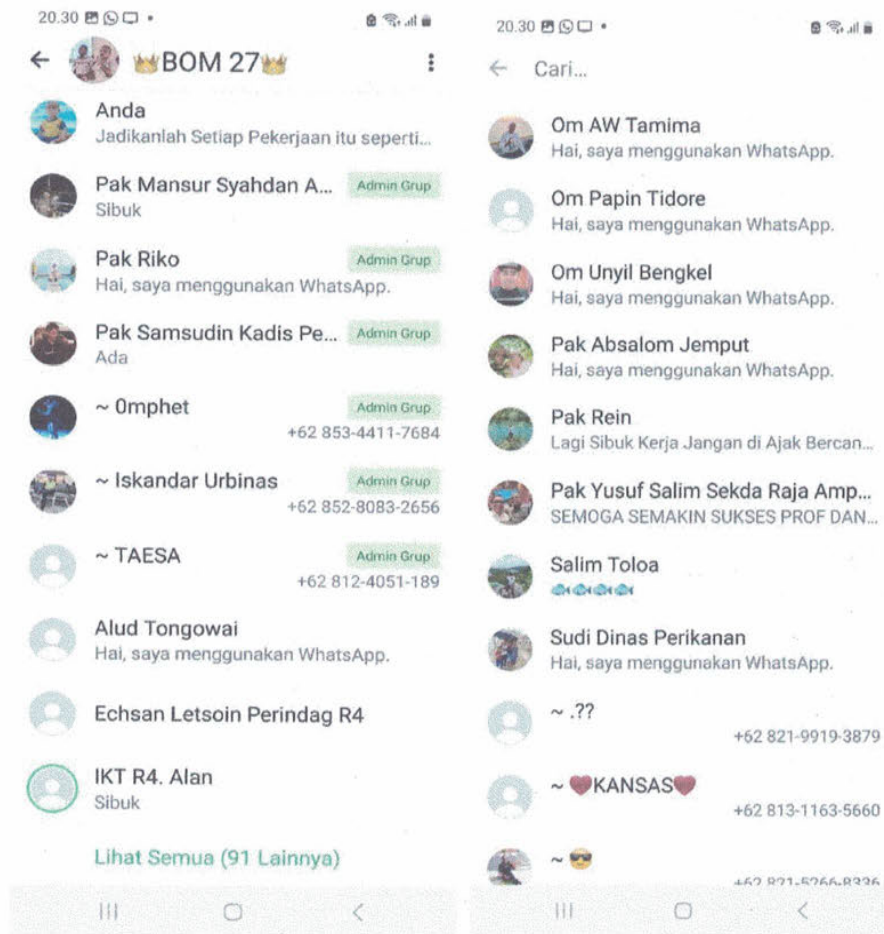 20.30
👑BOM 27👑
Anda
Jadikanlah Setiap Pekerjaan itu seperti...
Pak Mansur Syahdan A... Admin Grup
Sibuk
Pak Riko Admin Grup
Hai, saya menggunakan WhatsApp.
Pak Samsudin Kadis Pe... Admin Grup
Ada
~ 0mphet Admin Grup
+62 853-4411-7684
~ Iskandar Urbinas Admin Grup
+62 852-8083-2656
~ TAESA Admin Grup
+62 812-4051-189
Alud Tongowai
Hai, saya menggunakan WhatsApp.
Echsan Letsoin Perindag R4
IKT R4. Alan
Sibuk
Lihat Semua (91 Lainnya)
20.30
Cari...
Om AW Tamima
Hai, saya menggunakan WhatsApp.
Om Papin Tidore
Hai, saya menggunakan WhatsApp.
Om Unyil Bengkel
Hai, saya menggunakan WhatsApp.
Pak Absalom Jemput
Hai, saya menggunakan WhatsApp.
Pak Rein
Lagi Sibuk Kerja Jangan di Ajak Bercan...
Pak Yusuf Salim Sekda Raja Amp...
SEMOGA SEMAKIN SUKSES PROF DAN...
Salim Toloa
🐟🐟🐟🐟
Sudi Dinas Perikanan
Hai, saya menggunakan WhatsApp.
~ .??
+62 821-9919-3879
~ ❤️KANSAS❤️
+62 813-1163-5660
~ 😎
+62 821-5266-8336